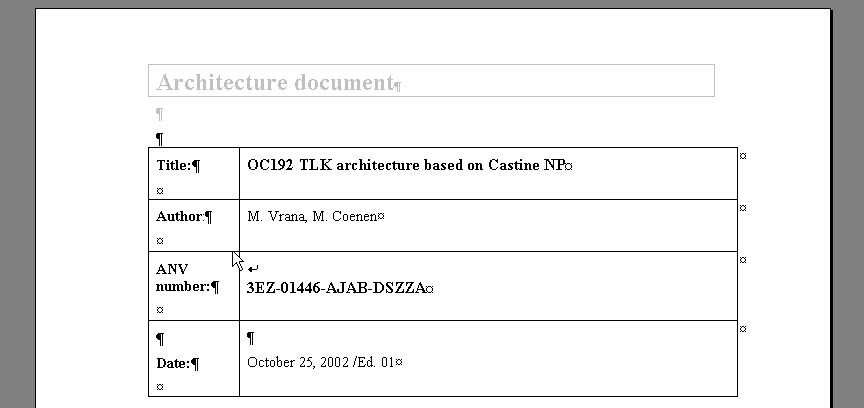 Architecture document¶
¶
¶
Title:¶
¤
OC192 TLK architecture based on Castine NP¤
¤
Author:¶
¤
M. Vrana, M. Coenen¤
¤
ANV
number:¶
¤
↵
3EZ-01446-AJAB-DSZZA¤
¤
¶
Date:¶
¤
¶
October 25, 2002 /Ed. 01¤
¤